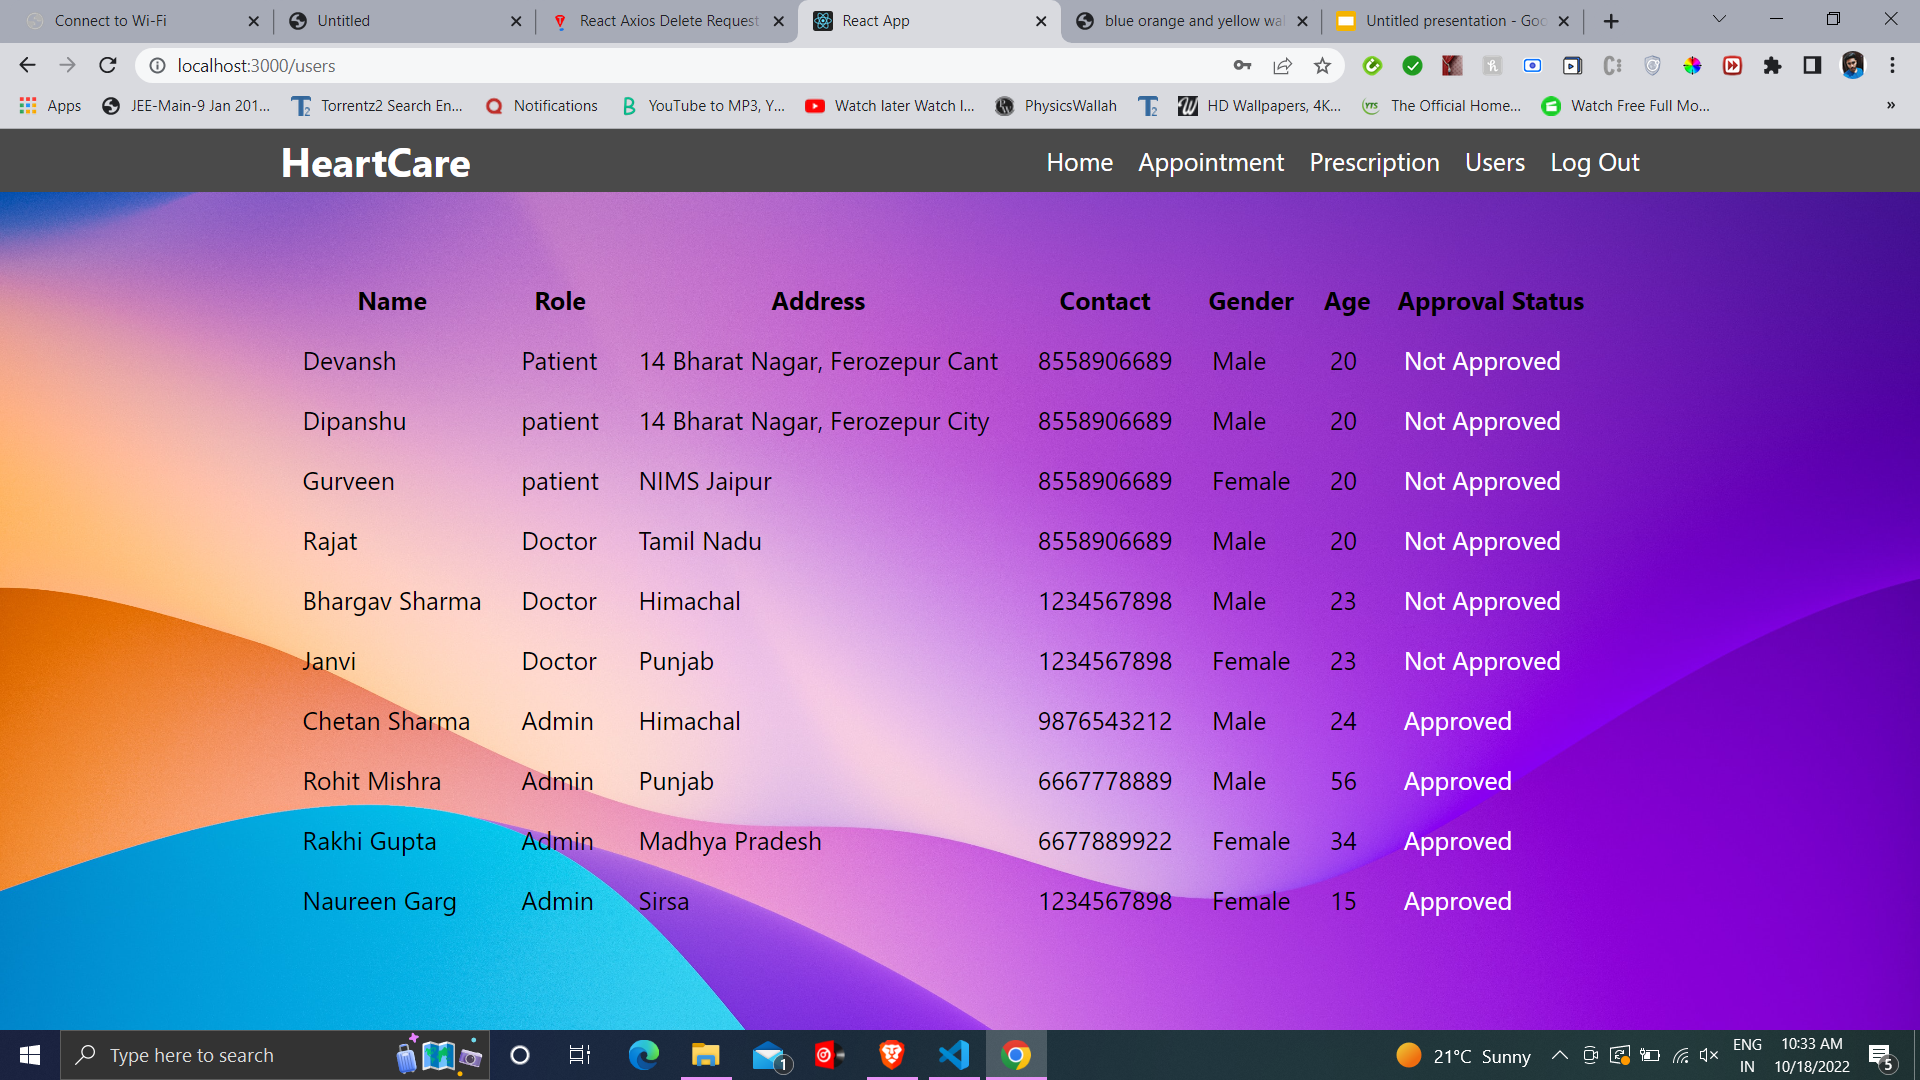 Connect to Wi-Fi Untitled React Axios Delete Request React App blue orange and yellow wal Untitled presentation - Goo
localhost:3000/users
Apps JEE-Main-9 Jan 201... Torrentz2 Search En... Notifications YouTube to MP3, Y... Watch later Watch l... PhysicsWallah HD Wallpapers, 4K... The Official Home... Watch Free Full Mo... »
HeartCare Home Appointment Prescription Users Log Out
Name Role Address Contact Gender Age Approval Status
Devansh Patient 14 Bharat Nagar, Ferozepur Cant 8558906689 Male 20 Not Approved
Dipanshu patient 14 Bharat Nagar, Ferozepur City 8558906689 Male 20 Not Approved
Gurveen patient NIMS Jaipur 8558906689 Female 20 Not Approved
Rajat Doctor Tamil Nadu 8558906689 Male 20 Not Approved
Bhargav Sharma Doctor Himachal 1234567898 Male 23 Not Approved
Janvi Doctor Punjab 1234567898 Female 23 Not Approved
Chetan Sharma Admin Himachal 9876543212 Male 24 Approved
Rohit Mishra Admin Punjab 6667778889 Male 56 Approved
Rakhi Gupta Admin Madhya Pradesh 6677889922 Female 34 Approved
Naureen Garg Admin Sirsa 1234567898 Female 15 Approved
Type here to search 1 21°C Sunny ENG 10:33 AM
IN 10/18/2022 5